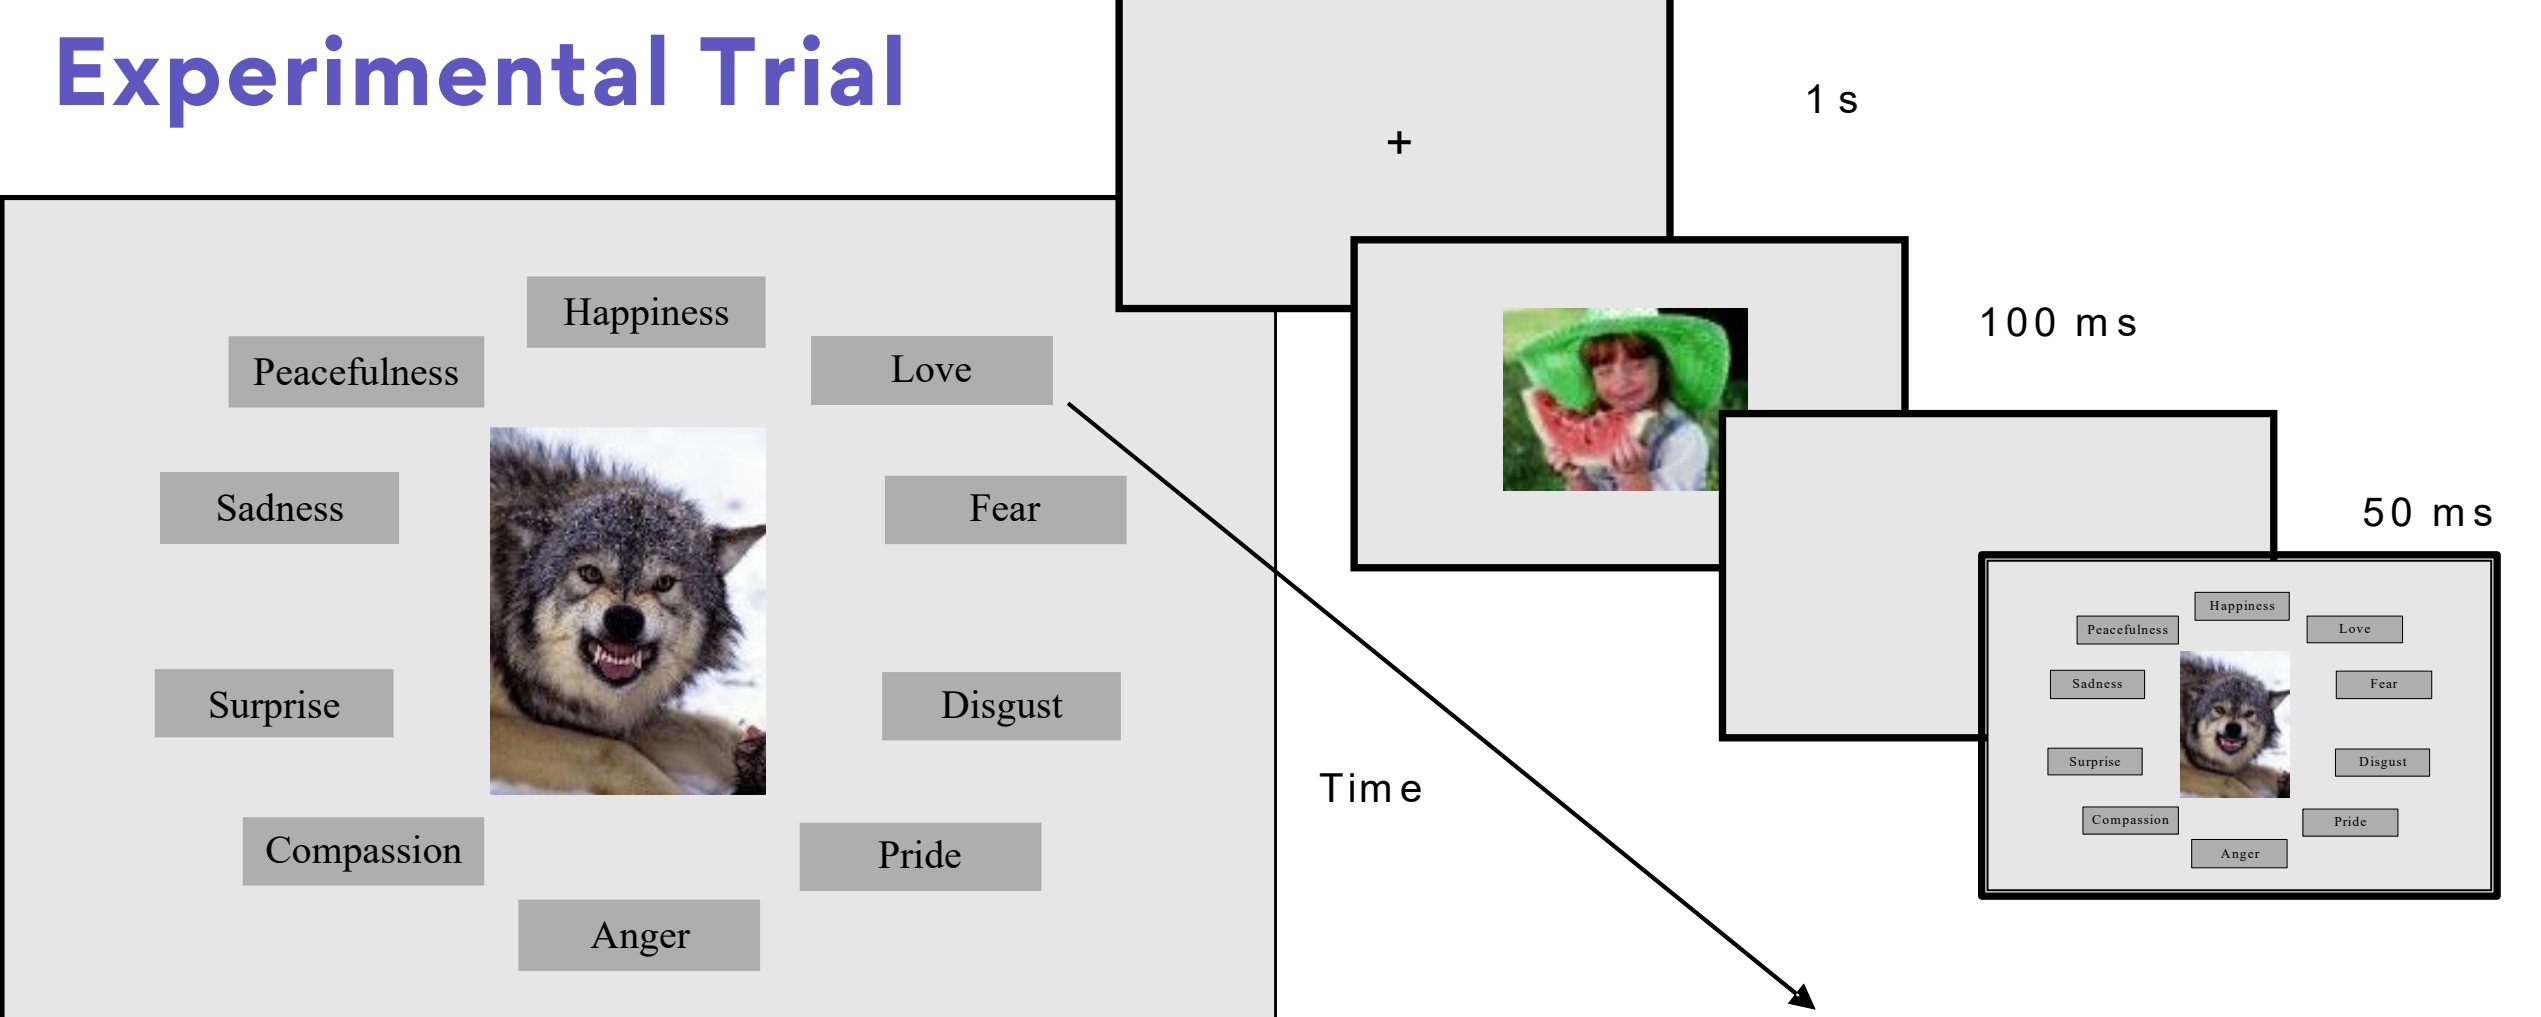 Experimental Trial
+
1 s
100 ms
50 ms
Happiness
Peacefulness
Love
Sadness
Fear
Surprise
Disgust
Compassion
Pride
Anger
Time
Happiness
Peacefulness
Love
Sadness
Fear
Surprise
Disgust
Compassion
Pride
Anger